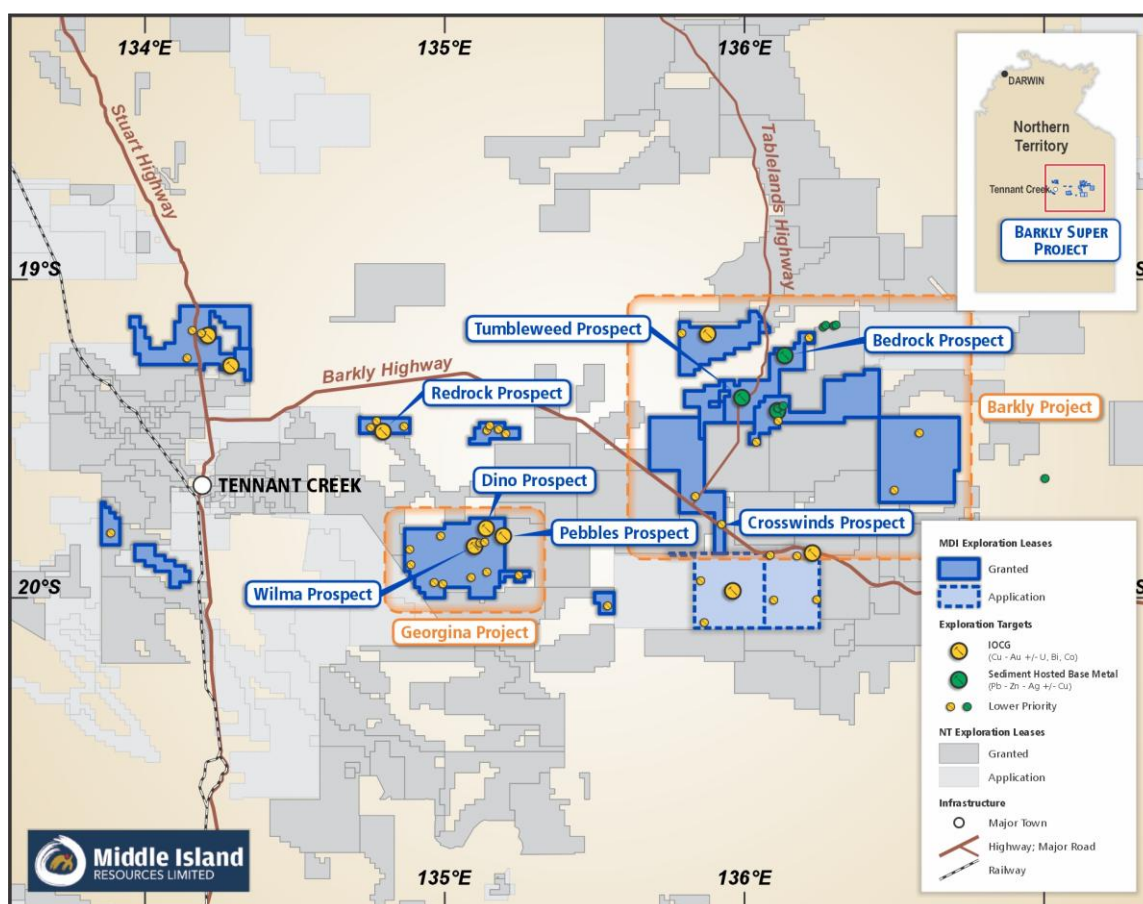 134°E
135°E
136°E
Stuart Highway
Tablelands Highway
DARWIN
Northern
Territory
Tennant Creek
BARKLY SUPER
PROJECT
19°S
S
Tumbleweed Prospect
Bedrock Prospect
Barkly Highway
Redrock Prospect
Barkly Project
TENNANT CREEK
Dino Prospect
Pebbles Prospect
Crosswinds Prospect
Wilma Prospect
20°S
S
Georgina Project
MDI Exploration Leases
Granted
Application
Exploration Targets
IOCG
(Cu - Au +/- U, Bi, Co)
Sediment Hosted Base Metal
(Pb - Zn - Ag +/- Cu)
Lower Priority
NT Exploration Leases
Granted
Application
Infrastructure
Major Town
Highway; Major Road
Railway
Middle Island
RESOURCES LIMITED
135°E
136°E